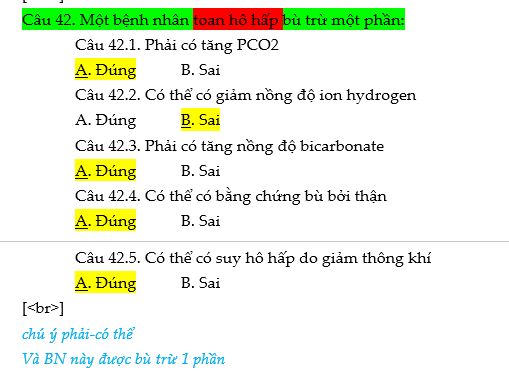 Câu 42. Một bệnh nhân toan hô hấp bù trừ một phần:
Câu 42.1. Phải có tăng PCO2
A. Đúng B. Sai
Câu 42.2. Có thể có giảm nồng độ ion hydrogen
A. Đúng B. Sai
Câu 42.3. Phải có tăng nồng độ bicarbonate
A. Đúng B. Sai
Câu 42.4. Có thể có bằng chứng bù bởi thận
A. Đúng B. Sai
Câu 42.5. Có thể có suy hô hấp do giảm thông khí
A. Đúng B. Sai
[<br>]
chú ý phải-có thể
Và BN này được bù trừ 1 phần